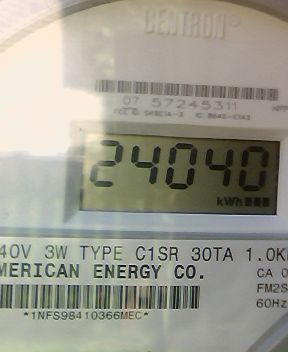 CENTRON®
07 57245311
24040
kWh
40V 3W TYPE C1SR 30TA 1.0K
MERICAN ENERGY CO.
CA 0
FM2S
60Hz
*1NFS98410366MEC*